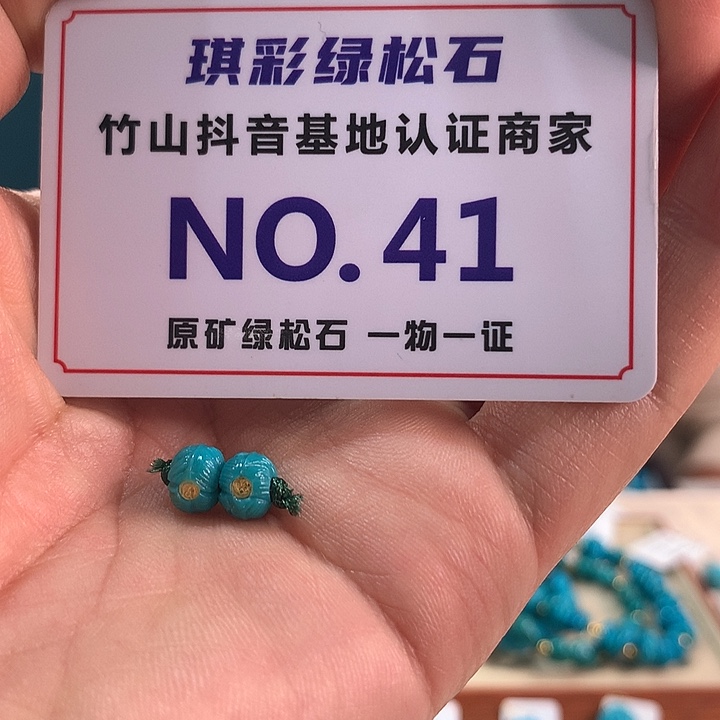 琪彩绿松石
竹山抖音基地认证商家
NO.41
原矿绿松石 一物一证